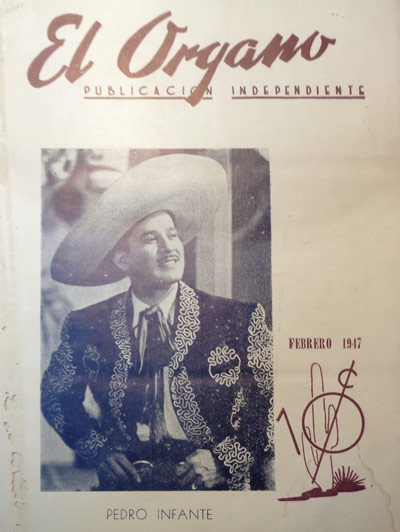 El Organo
PUBLICACION INDEPENDIENTE
FEBRERO 1947
10¢
PEDRO INFANTE